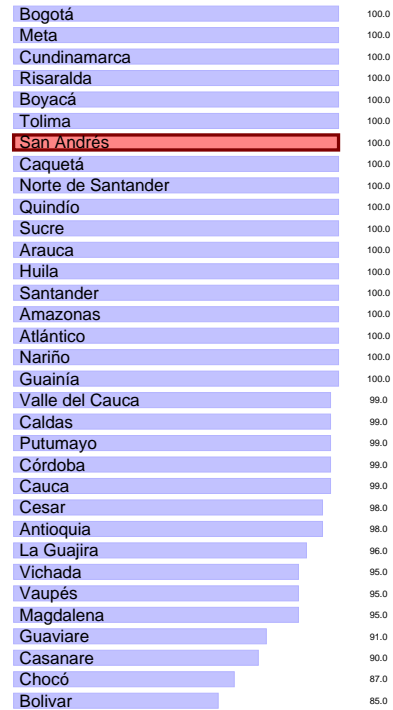 Bogotá 100.0
Meta 100.0
Cundinamarca 100.0
Risaralda 100.0
Boyacá 100.0
Tolima 100.0
San Andrés 100.0
Caquetá 100.0
Norte de Santander 100.0
Quindío 100.0
Sucre 100.0
Arauca 100.0
Huila 100.0
Santander 100.0
Amazonas 100.0
Atlántico 100.0
Nariño 100.0
Guainía 100.0
Valle del Cauca 99.0
Caldas 99.0
Putumayo 99.0
Córdoba 99.0
Cauca 99.0
Cesar 98.0
Antioquia 98.0
La Guajira 96.0
Vichada 95.0
Vaupés 95.0
Magdalena 95.0
Guaviare 91.0
Casanare 90.0
Chocó 87.0
Bolivar 85.0